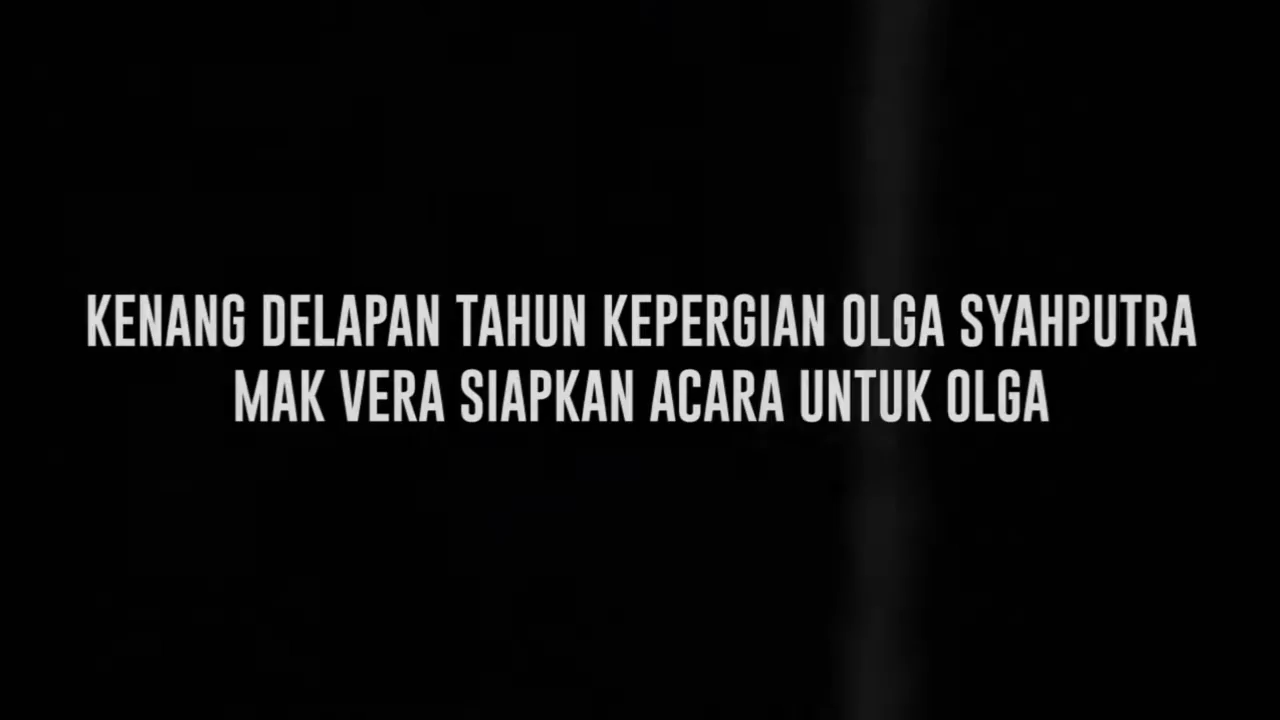 KENANG DELAPAN TAHUN KEPERGIAN OLGA SYAHPUTRA
MAK VERA SIAPKAN ACARA UNTUK OLGA